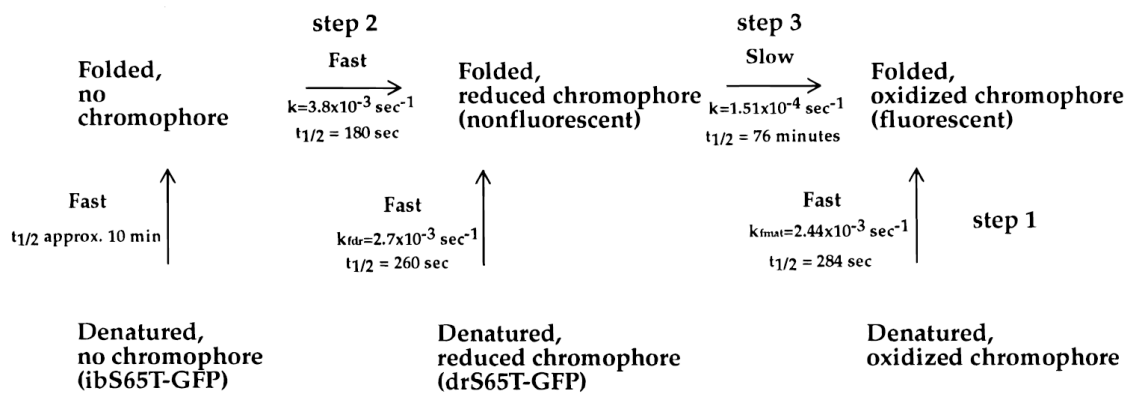 step 2
step 3
Fast
Slow
Folded,
no
chromophore
k=3.8x10⁻³ sec⁻¹
t1/2 = 180 sec
Folded,
reduced chromophore
(nonfluorescent)
k=1.51x10⁻⁴ sec⁻¹
t1/2 = 76 minutes
Folded,
oxidized chromophore
(fluorescent)
Fast
t1/2 approx. 10 min
Fast
kfdr=2.7x10⁻³ sec⁻¹
t1/2 = 260 sec
Fast
kfmat=2.44x10⁻³ sec⁻¹
t1/2 = 284 sec
step 1
Denatured,
no chromophore
(ibS65T-GFP)
Denatured,
reduced chromophore
(drS65T-GFP)
Denatured,
oxidized chromophore